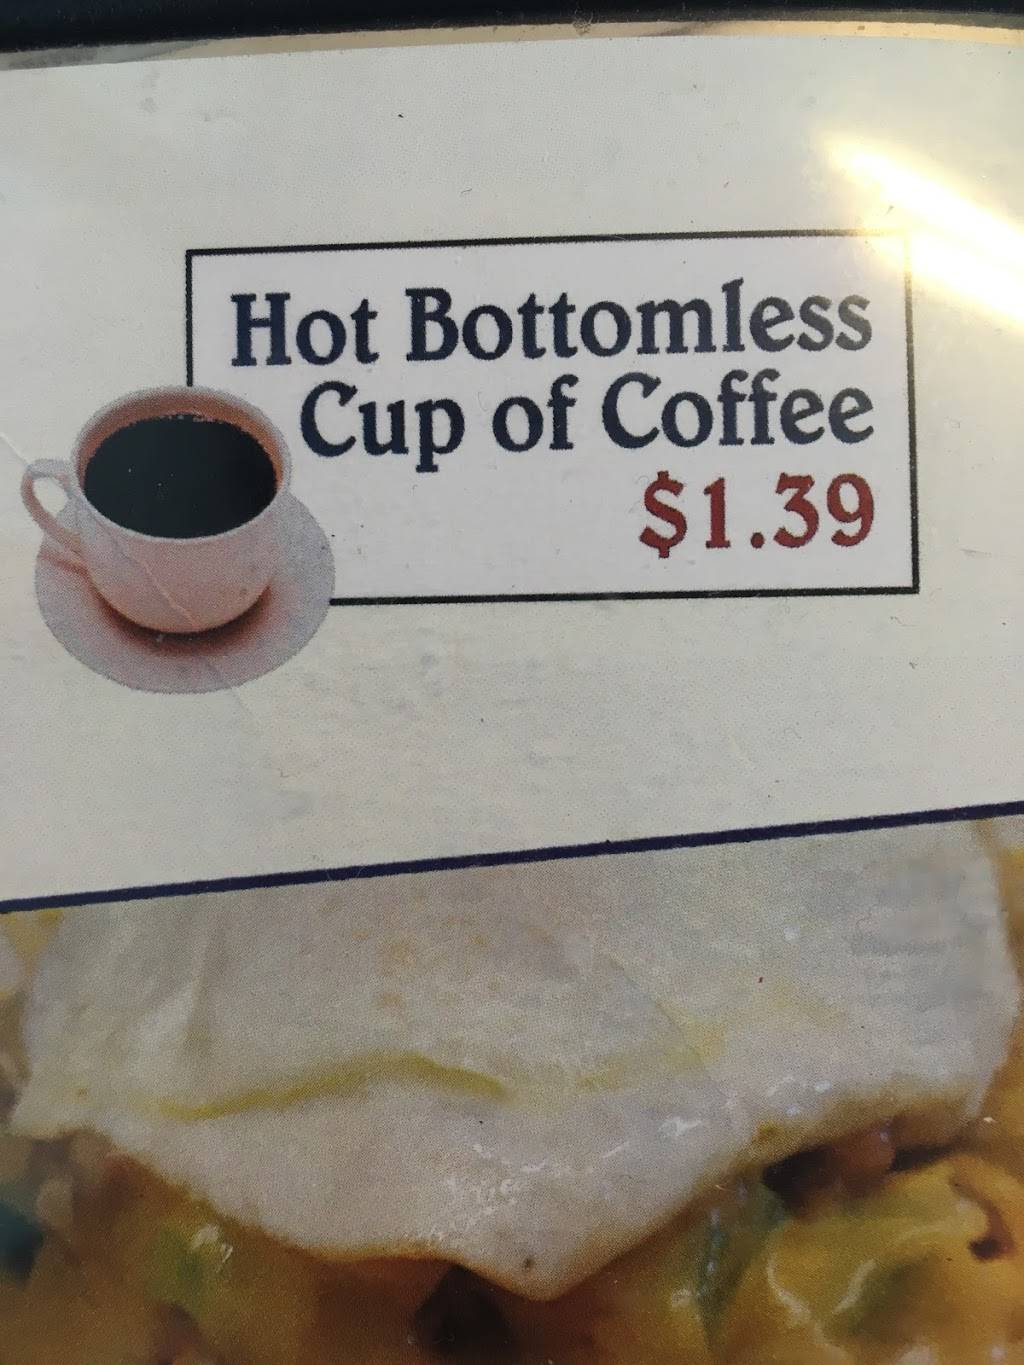 Hot Bottomless
Cup of Coffee
$1.39